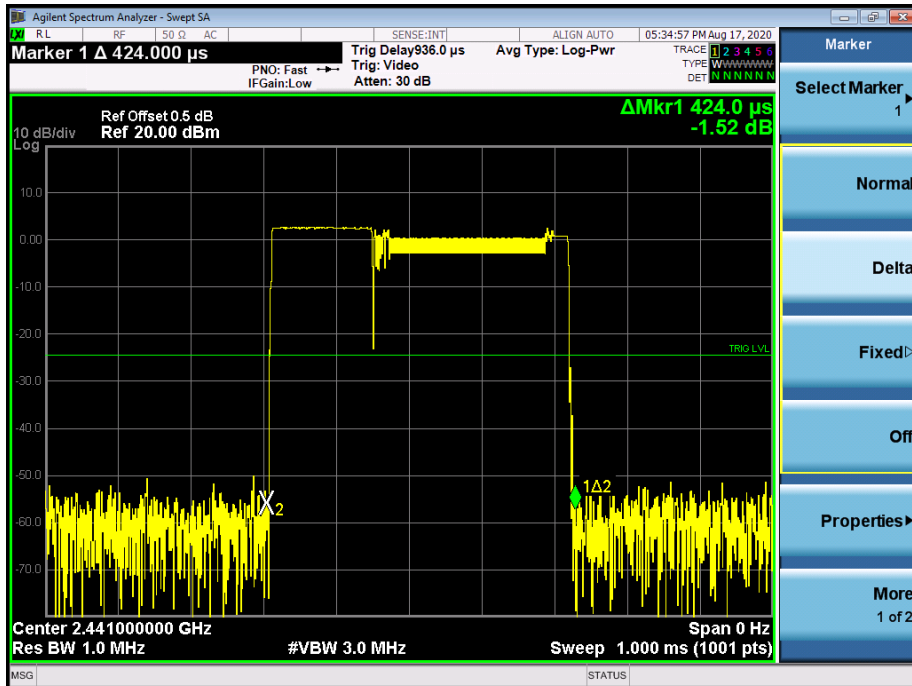 Agilent Spectrum Analyzer - Swept SA
LXI RL RF 50 Ω AC SENSE:INT ALIGN AUTO 05:34:57 PM Aug 17, 2020
Marker 1 Δ 424.000 µs
Trig Delay936.0 µs
Avg Type: Log-Pwr
TRACE 1 2 3 4 5 6
PNO: Fast
Trig: Video
TYPE WWWWWW
IFGain:Low
Atten: 30 dB
DET N N N N N N
ΔMkr1 424.0 µs
-1.52 dB
Ref Offset 0.5 dB
10 dB/div Ref 20.00 dBm
Log
10.0
0.00
-10.0
-20.0
TRIG LVL
-30.0
-40.0
-50.0
1Δ2
2
-60.0
-70.0
Center 2.441000000 GHz
Span 0 Hz
Res BW 1.0 MHz
#VBW 3.0 MHz
Sweep 1.000 ms (1001 pts)
MSG
STATUS
Marker
Select Marker
1
Normal
Delta
Fixed
Off
Properties
More
1 of 2